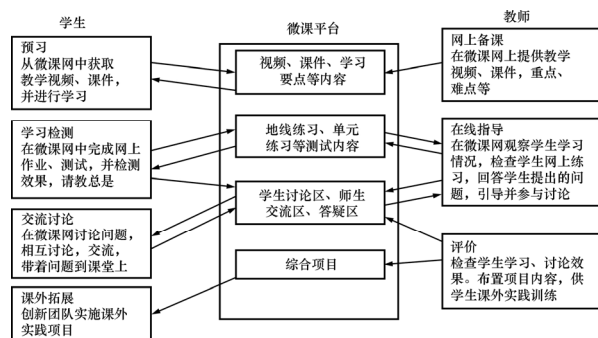 学生
微课平台
教师
预习
从微课网中获取
教学视频、课件，
并进行学习
学习检测
在微课网中完成网上
作业、测试，并检测
效果，请教总是
交流讨论
在微课网讨论问题，
相互讨论，交流，
带着问题到课堂上
课外拓展
创新团队实施课外
实践项目
视频、课件、学习
要点等内容
地线练习、单元
练习等测试内容
学生讨论区、师生
交流区、答疑区
综合项目
网上备课
在微课网上提供教学
视频、课件，重点、
难点等
在线指导
在微课网观察学生学习
情况，检查学生网上练
习，回答学生提出的问
题，引导并参与讨论
评价
检查学生学习、讨论效
果。布置项目内容，供
学生课外实践训练